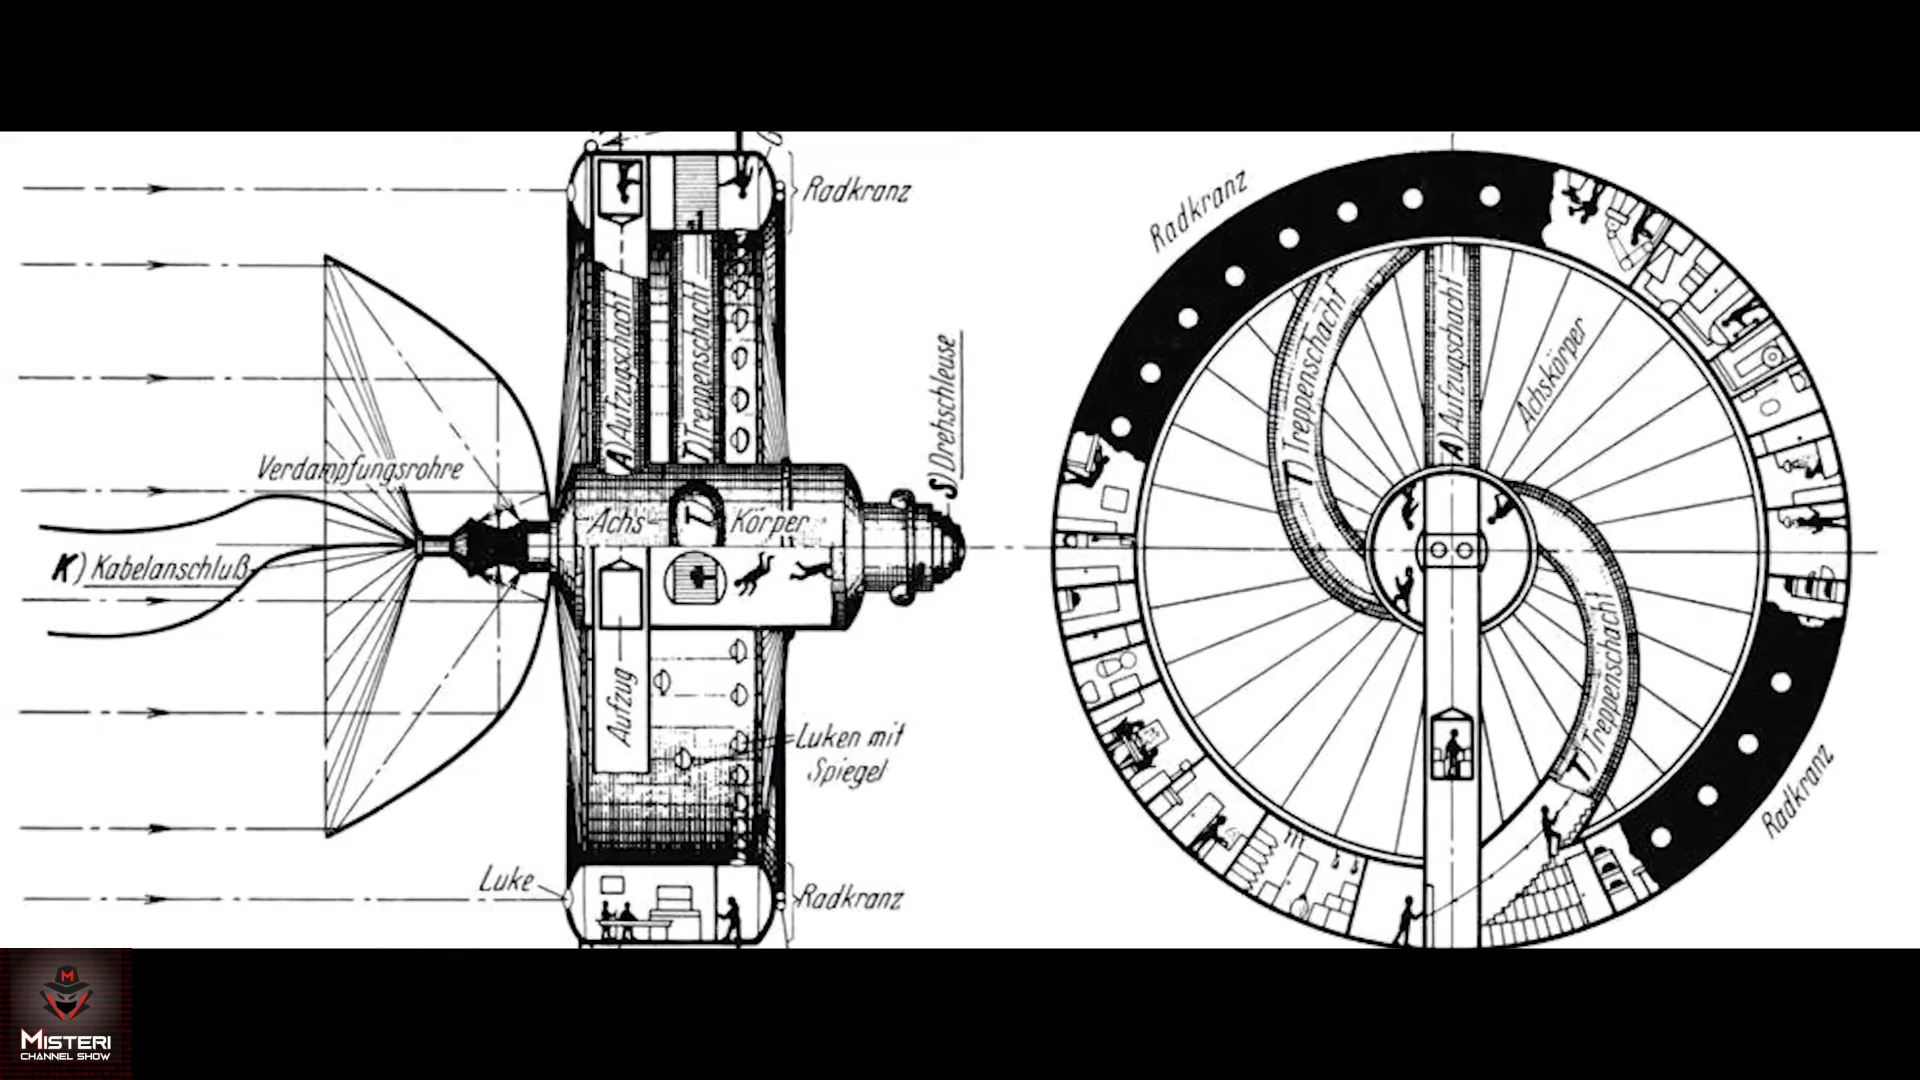 Radkranz
A) Aufzugschacht
T) Treppenschacht
S) Drehschleuse
Verdampfungsrohre
Achs
T)
Körper
K) Kabelanschluß
Aufzug
Luken mit
Spiegel
Luke
Radkranz
Radkranz
T) Treppenschacht
A) Aufzugschacht
Achskörper
T) Treppenschacht
Radkranz
M
MISTERI
CHANNEL SHOW